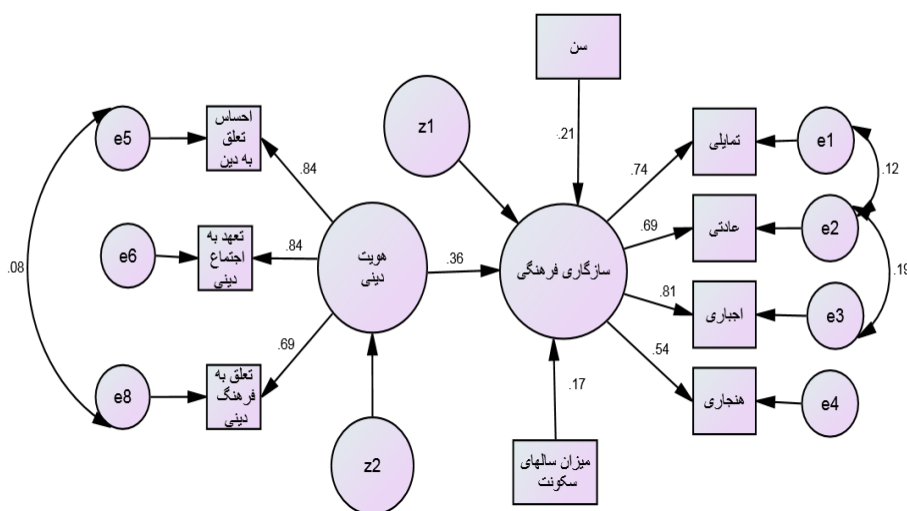 سن
z1
.21
e5
احساس
تعلق
به دین
.84
.74
تمایلی
e1
.12
e6
تعهد به
اجتماع
دینی
.84
.08
هویت
دینی
.36
سازگاری فرهنگی
.69
عادتی
e2
.19
.81
اجباری
e3
.69
.54
e8
تعلق به
فرهنگ
دینی
.17
هنجاری
e4
z2
میزان سالهای
سکونت